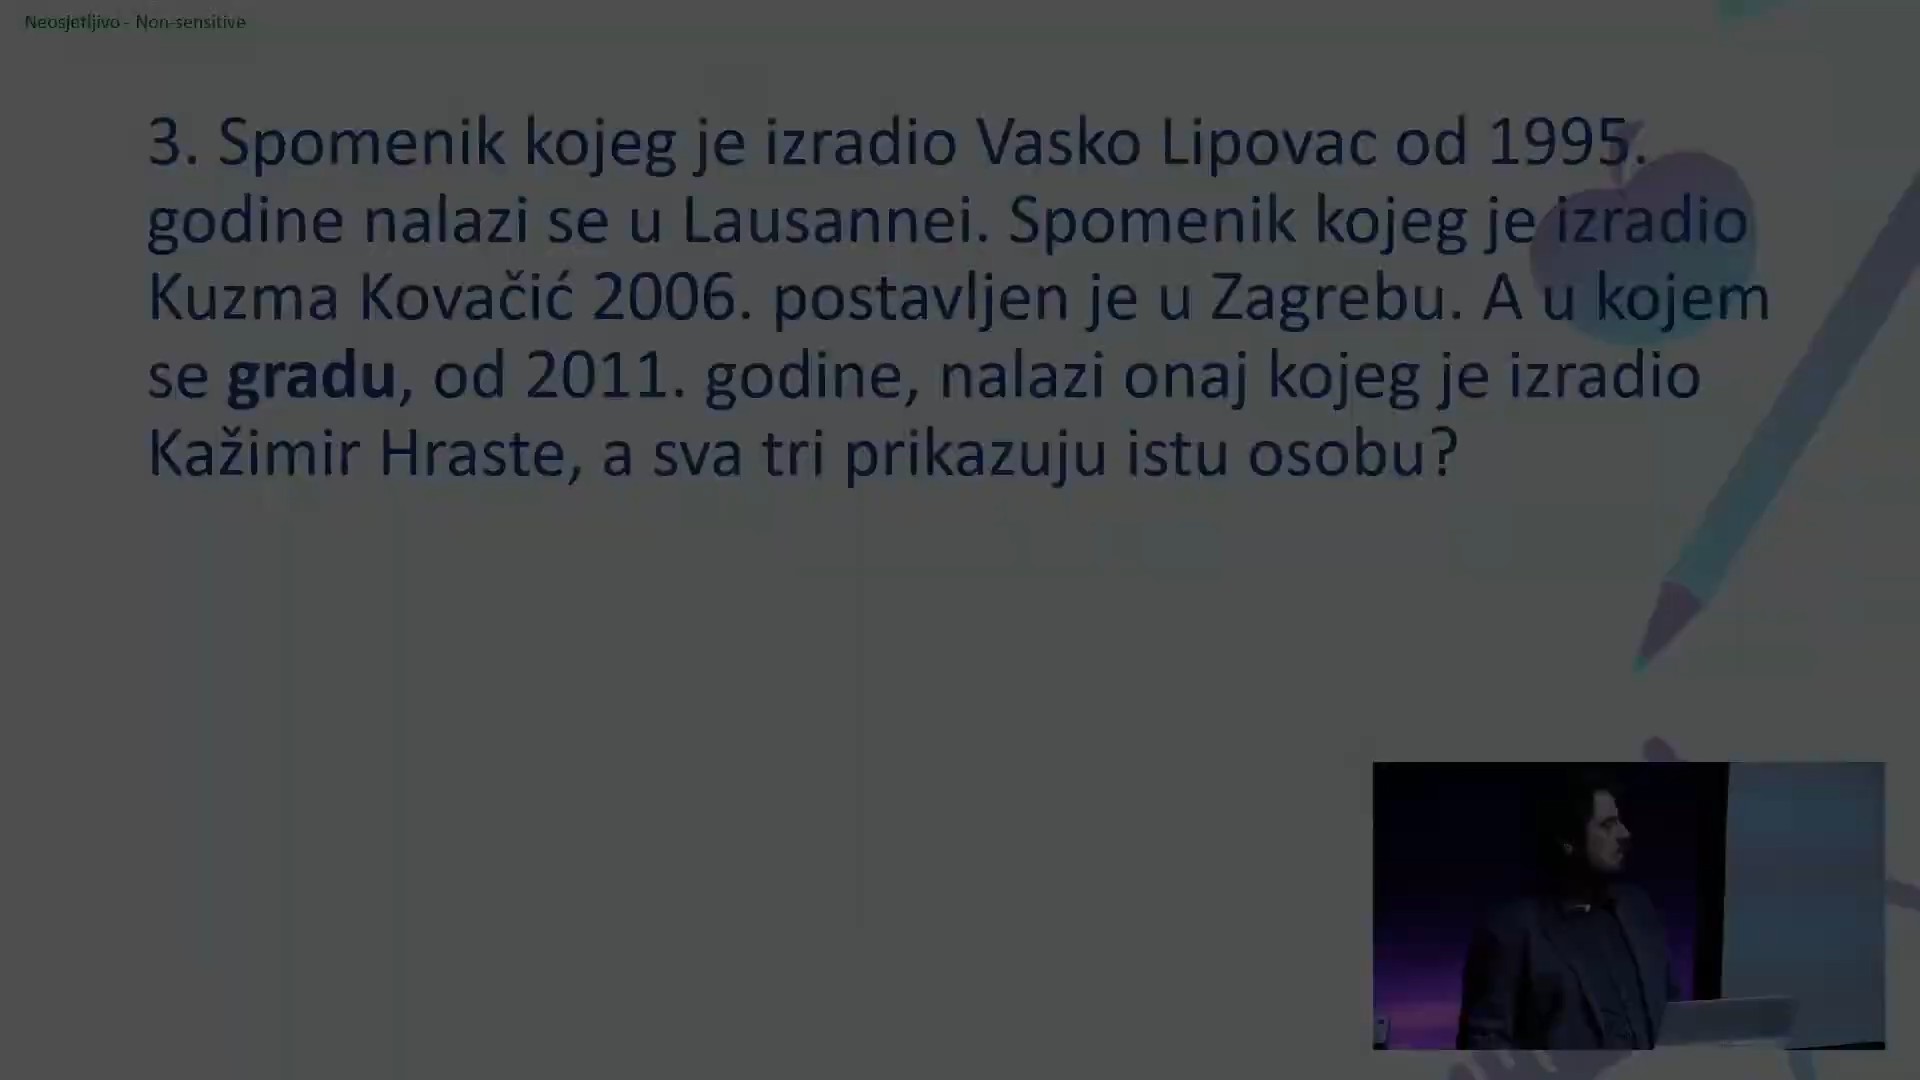 Neosjetljivo - Non-sensitive
3. Spomenik kojeg je izradio Vasko Lipovac od 1995.
godine nalazi se u Lausannei. Spomenik kojeg je izradio
Kuzma Kovačić 2006. postavljen je u Zagrebu. A u kojem
se gradu, od 2011. godine, nalazi onaj kojeg je izradio
Kažimir Hraste, a sva tri prikazuju istu osobu?